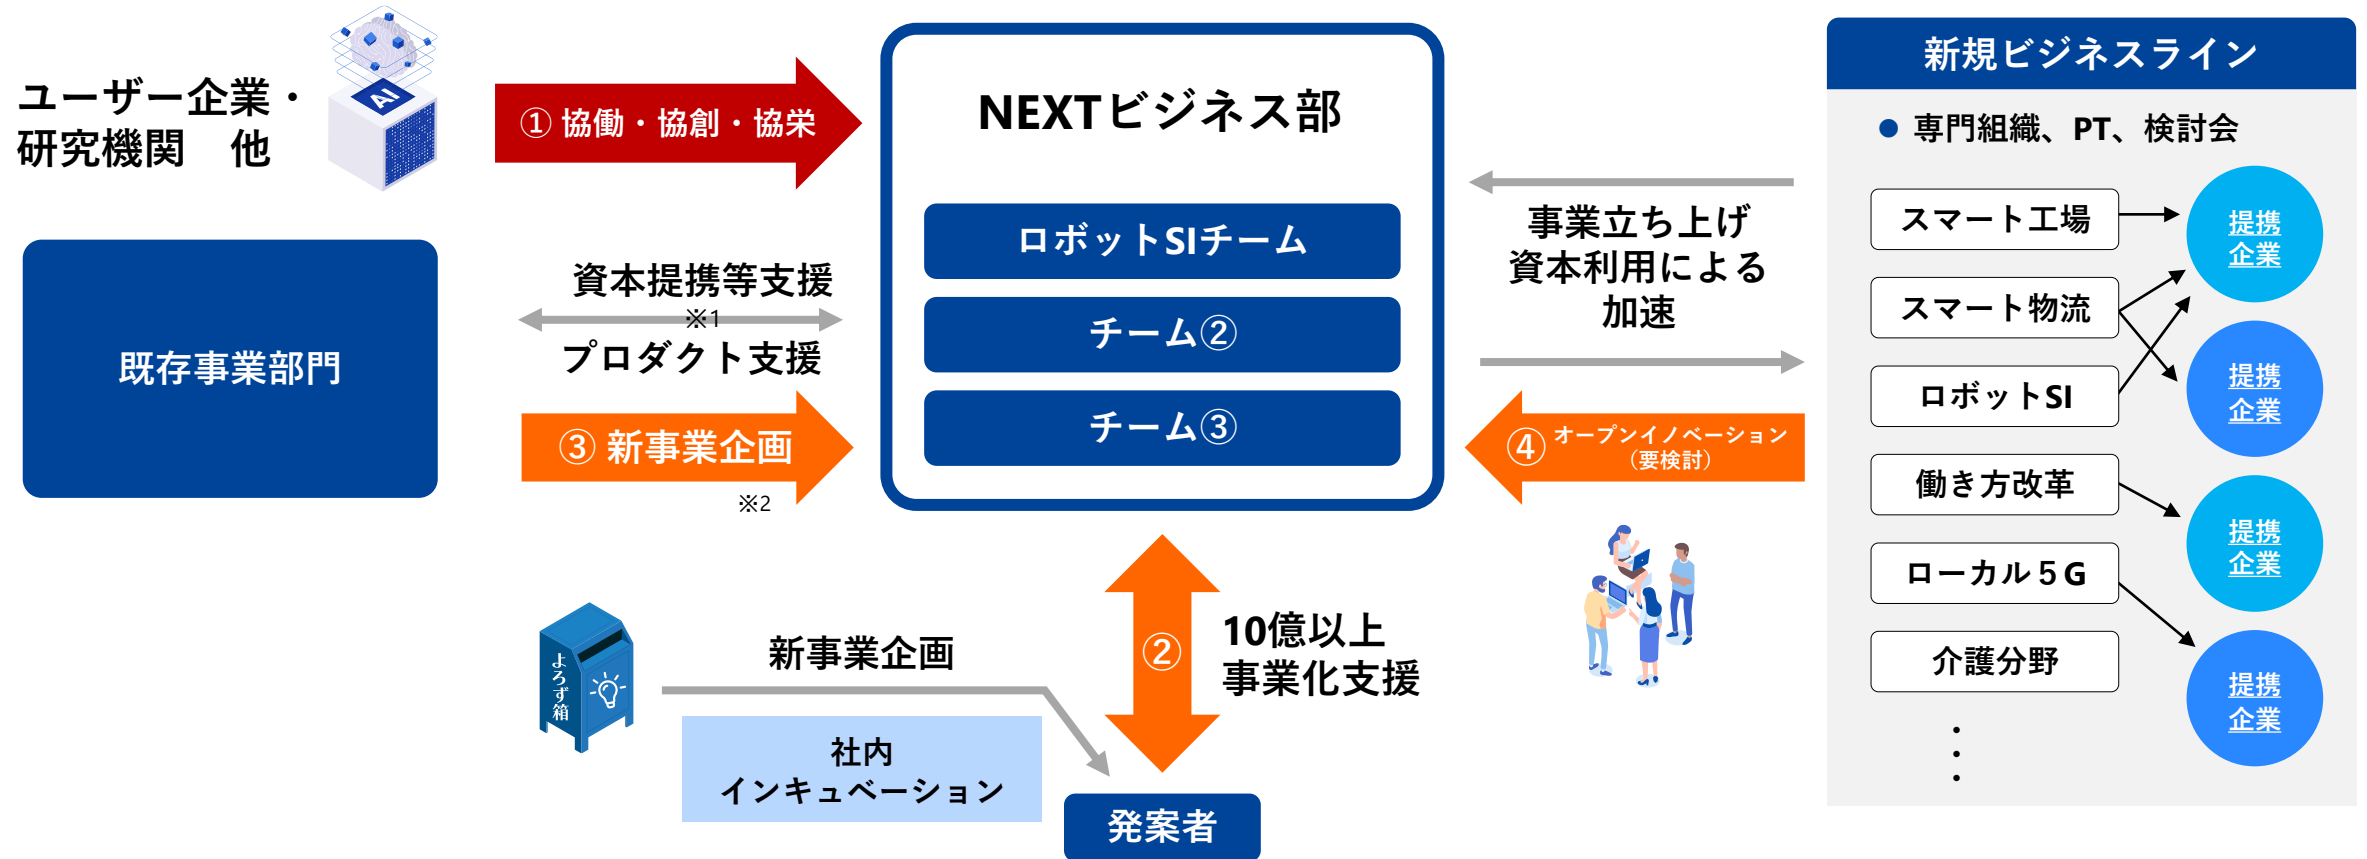 ユーザー企業・
研究機関　他
AI
① 協働・協創・協栄
既存事業部門
資本提携等支援
※1
プロダクト支援
③ 新事業企画
※2
NEXTビジネス部
ロボットSIチーム
チーム②
チーム③
事業立ち上げ
資本利用による
加速
④ オープンイノベーション
（要検討）
よろず箱
新事業企画
社内
インキュベーション
②
10億以上
事業化支援
発案者
新規ビジネスライン
● 専門組織、PT、検討会
スマート工場
スマート物流
ロボットSI
働き方改革
ローカル５G
介護分野
・
・
・
提携
企業
提携
企業
提携
企業
提携
企業